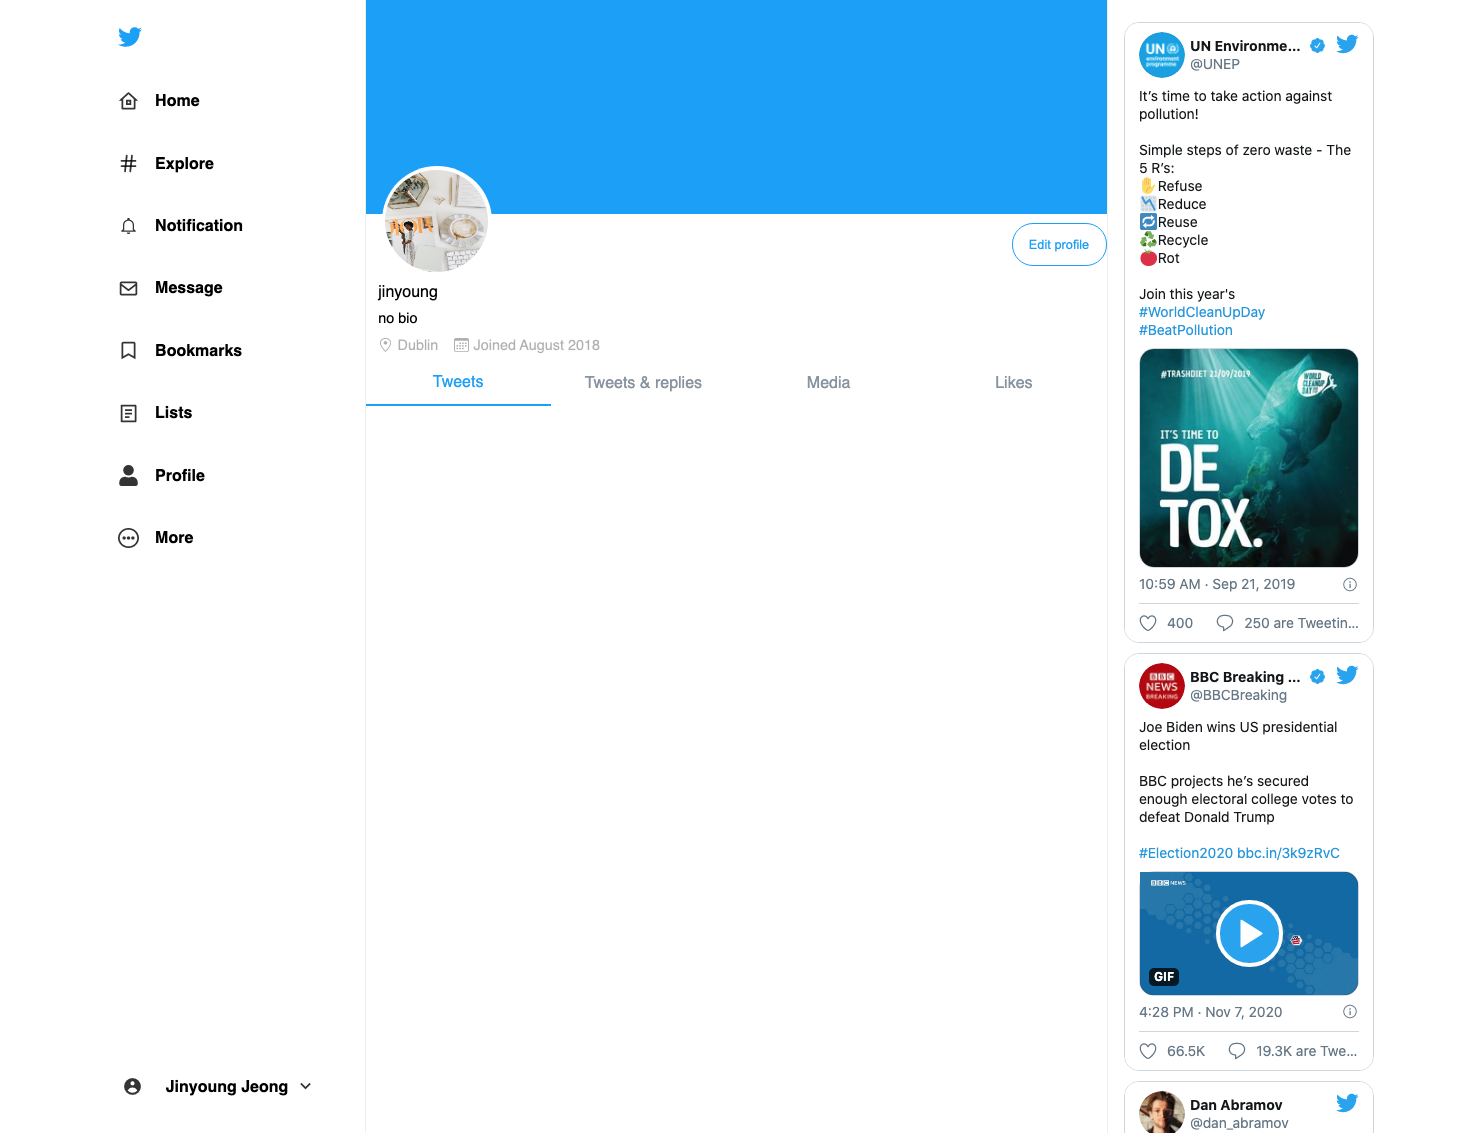 Home
Explore
Notification
Message
Bookmarks
Lists
Profile
More
Jinyoung Jeong
Edit profile
jinyoung
no bio
Dublin Joined August 2018
Tweets Tweets & replies Media Likes
UN
environment
programme
UN Environme...
@UNEP
It’s time to take action against
pollution!
Simple steps of zero waste - The
5 R’s:
✋Refuse
📉Reduce
🔁Reuse
♻️Recycle
🍅Rot
Join this year's
#WorldCleanUpDay
#BeatPollution
#TRASHDIET 21/09/2019
WORLD
CLEANUP
DAY
IT'S TIME TO
DE
TOX.
10:59 AM · Sep 21, 2019
400 250 are Tweetin...
BBC
NEWS
BREAKING
BBC Breaking ...
@BBCBreaking
Joe Biden wins US presidential
election
BBC projects he’s secured
enough electoral college votes to
defeat Donald Trump
#Election2020 bbc.in/3k9zRvC
BBC NEWS
GIF
4:28 PM · Nov 7, 2020
66.5K 19.3K are Twe...
Dan Abramov
@dan_abramov